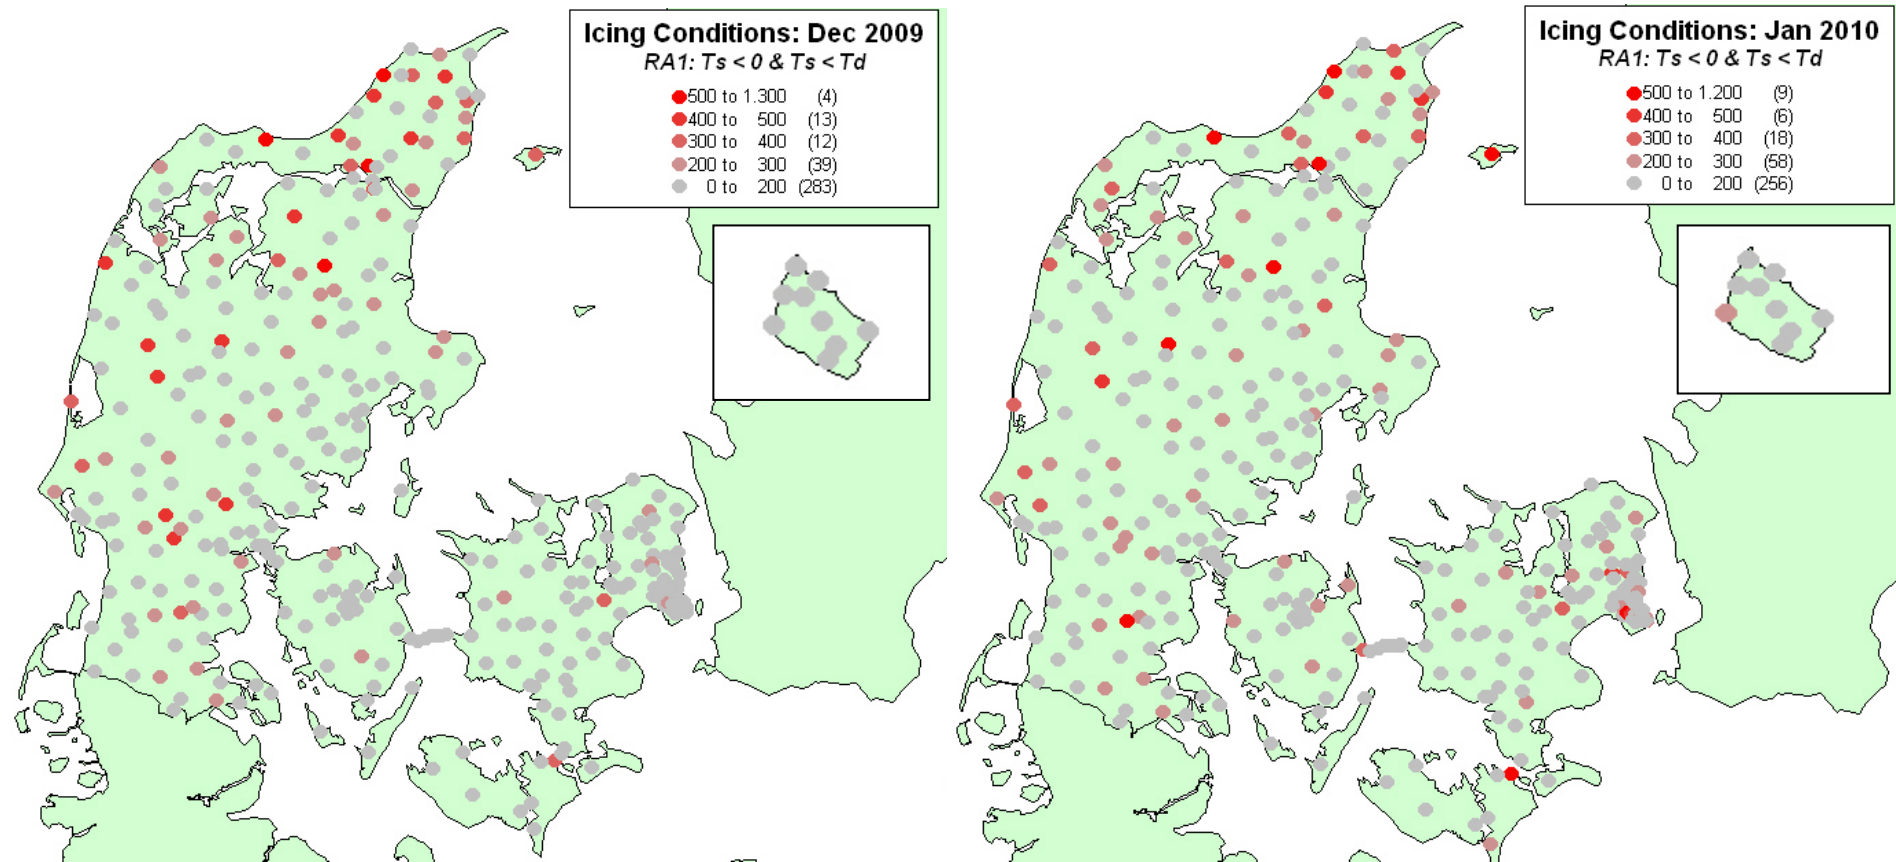 Icing Conditions: Dec 2009
RA1: Ts < 0 & Ts < Td
500 to 1.300 (4)
400 to 500 (13)
300 to 400 (12)
200 to 300 (39)
0 to 200 (283)
Icing Conditions: Jan 2010
RA1: Ts < 0 & Ts < Td
500 to 1.200 (9)
400 to 500 (6)
300 to 400 (18)
200 to 300 (58)
0 to 200 (256)